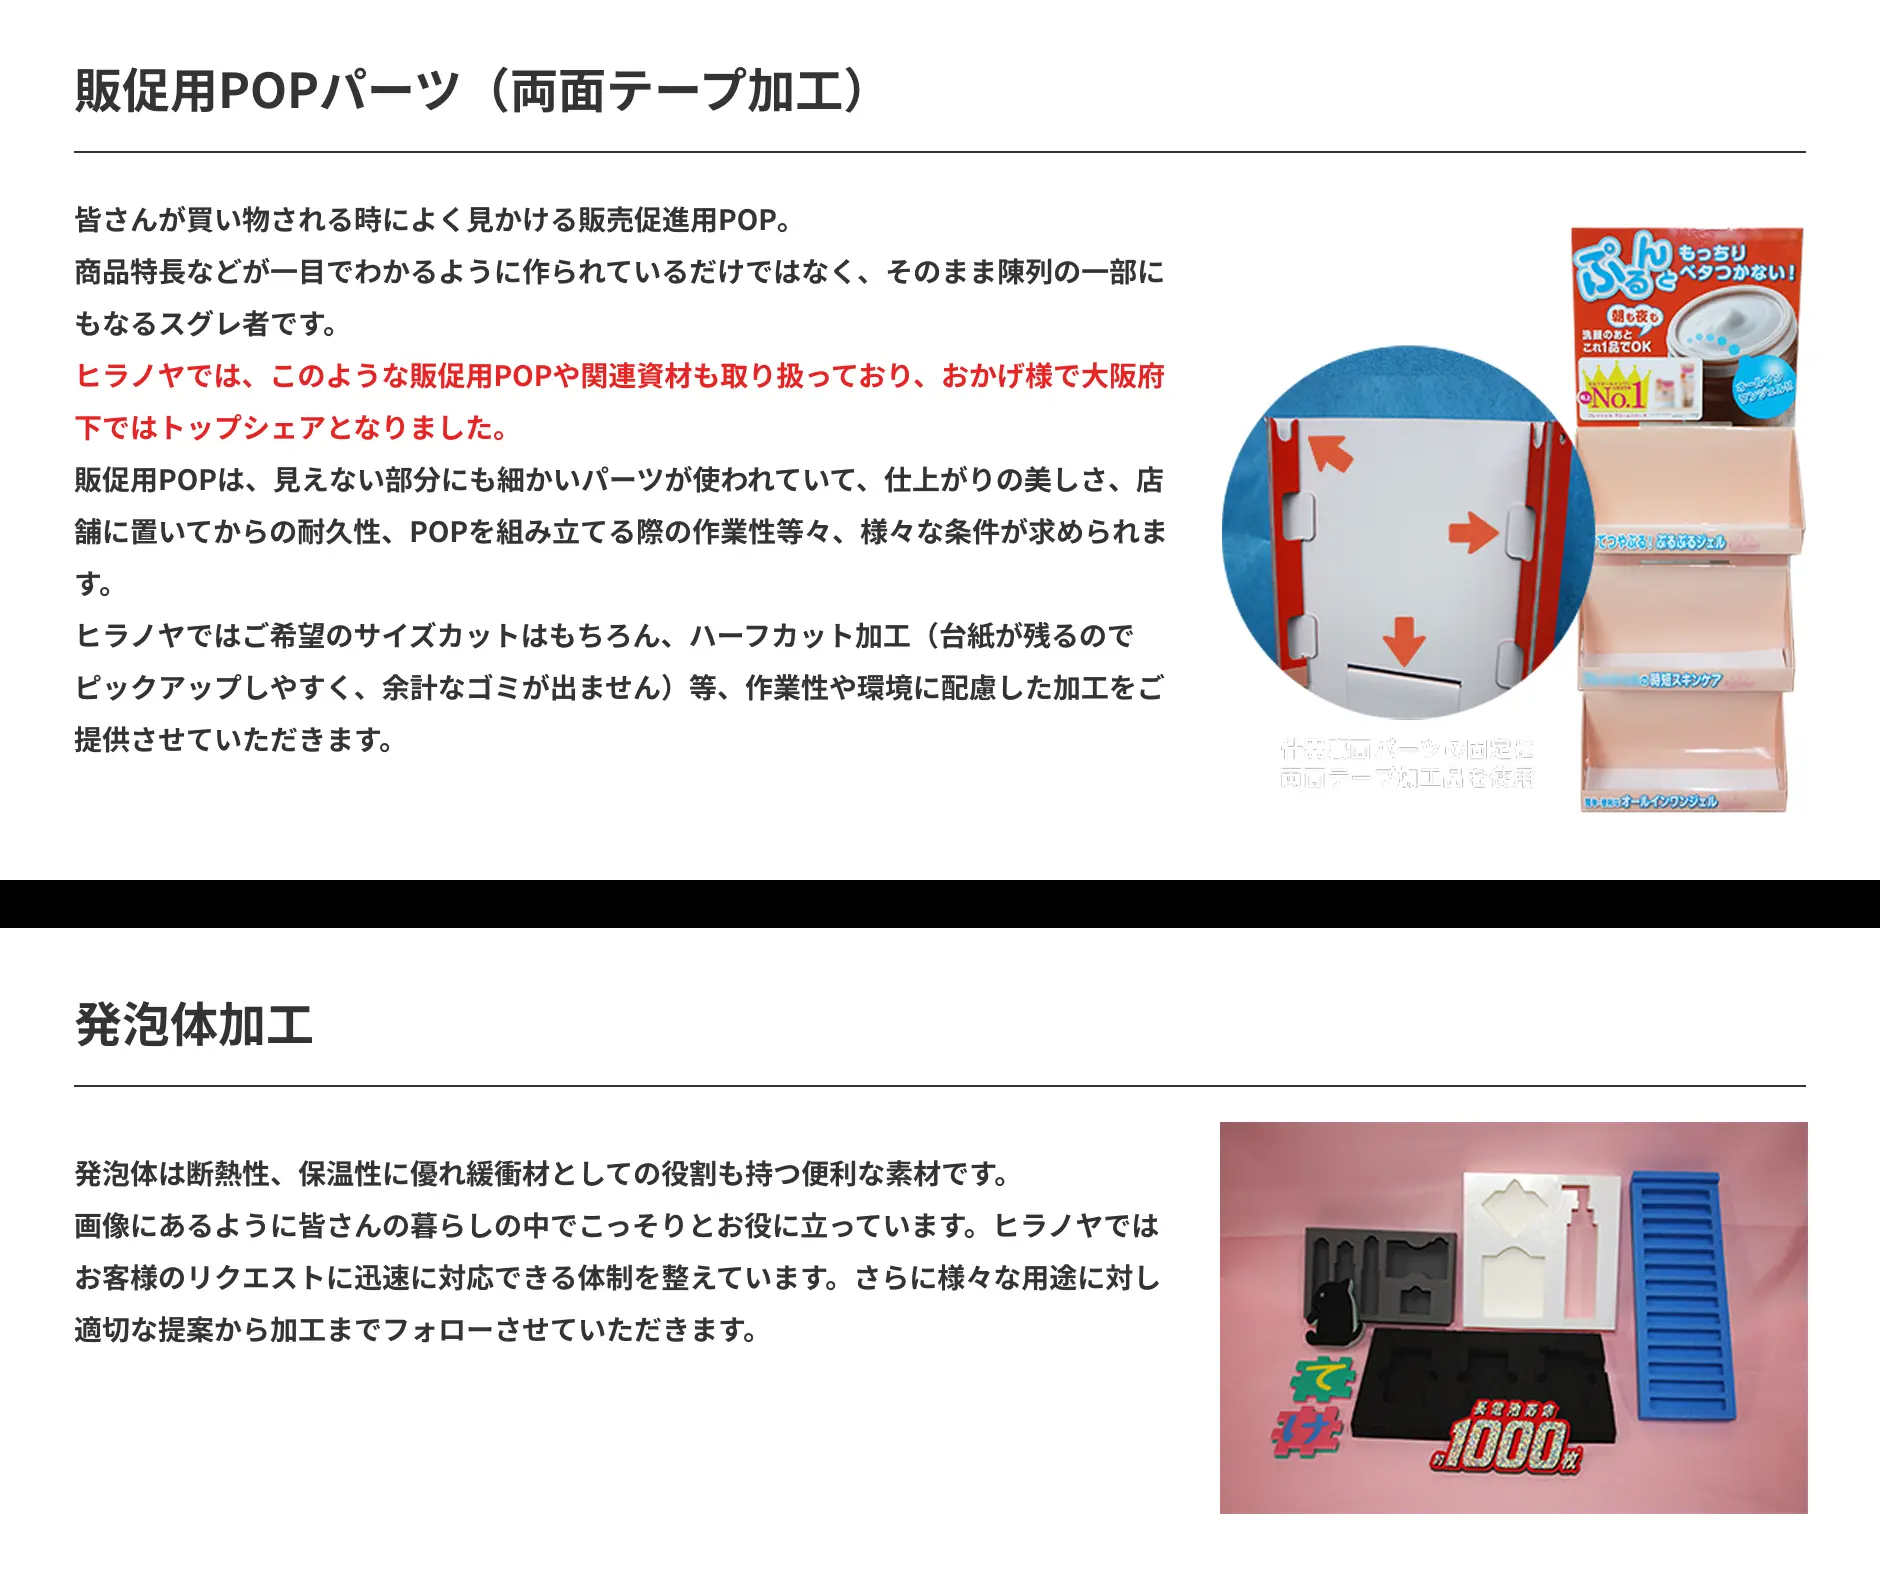 販促用POPパーツ（両面テープ加工）
皆さんが買い物される時によく見かける販売促進用POP。
商品特長などが一目でわかるように作られているだけではなく、そのまま陳列の一部に
もなるスグレ者です。
ヒラノヤでは、このような販促用POPや関連資材も取り扱っており、おかげ様で大阪府
下ではトップシェアとなりました。
販促用POPは、見えない部分にも細かいパーツが使われていて、仕上がりの美しさ、店
舗に置いてからの耐久性、POPを組み立てる際の作業性等々、様々な条件が求められま
す。
ヒラノヤではご希望のサイズカットはもちろん、ハーフカット加工（台紙が残るので
ピックアップしやすく、余計なゴミが出ません）等、作業性や環境に配慮した加工をご
提供させていただきます。
ぷるんと
もっちり
ベタつかない！
朝も夜も
洗顔のあと
これ1品でOK
No.1
オールイン
ワンジェル
てつやぷる！ぷるぷるジェル
の時短スキンケア
オールインワンジェル
什器裏面パーツの固定に
両面テープ加工品を使用
発泡体加工
発泡体は断熱性、保温性に優れ緩衝材としての役割も持つ便利な素材です。
画像にあるように皆さんの暮らしの中でこっそりとお役に立っています。ヒラノヤでは
お客様のリクエストに迅速に対応できる体制を整えています。さらに様々な用途に対し
適切な提案から加工までフォローさせていただきます。
て
け
長電池寿命
約1000枚